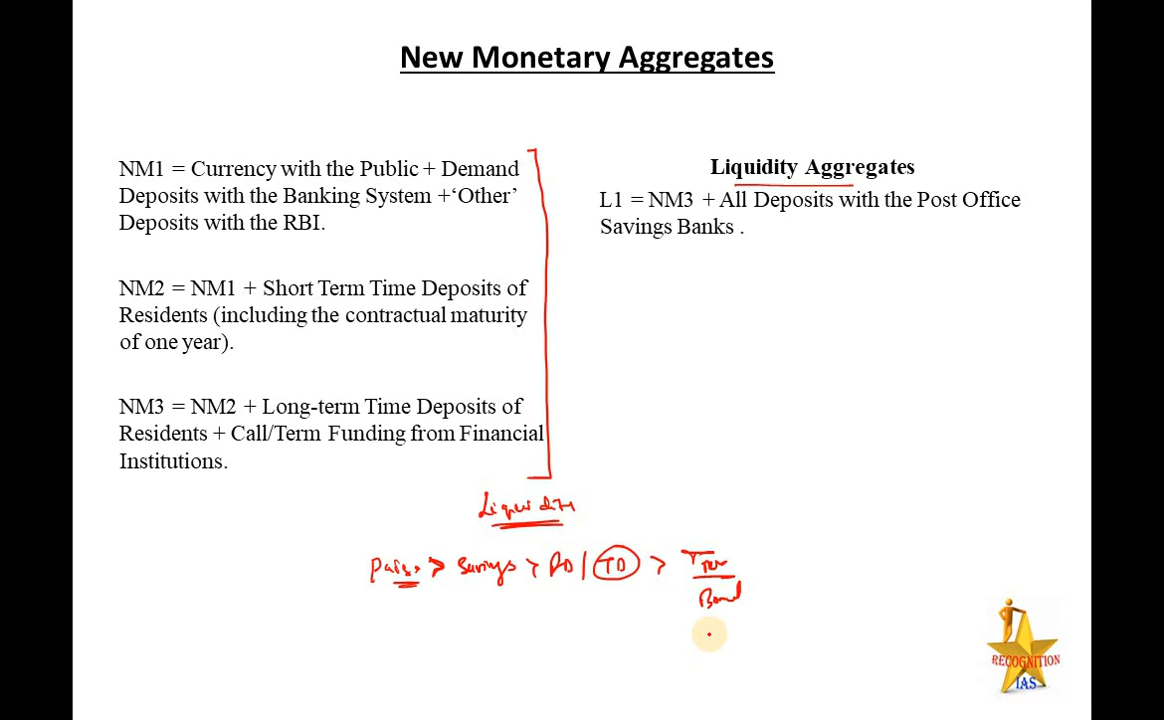 New Monetary Aggregates
NM1 = Currency with the Public + Demand
Deposits with the Banking System +‘Other’
Deposits with the RBI.
NM2 = NM1 + Short Term Time Deposits of
Residents (including the contractual maturity
of one year).
NM3 = NM2 + Long-term Time Deposits of
Residents + Call/Term Funding from Financial
Institutions.
Liquidity Aggregates
L1 = NM3 + All Deposits with the Post Office
Savings Banks .
Liquidity
> Savings > / TD >
Bond
RECOGNITION
IAS